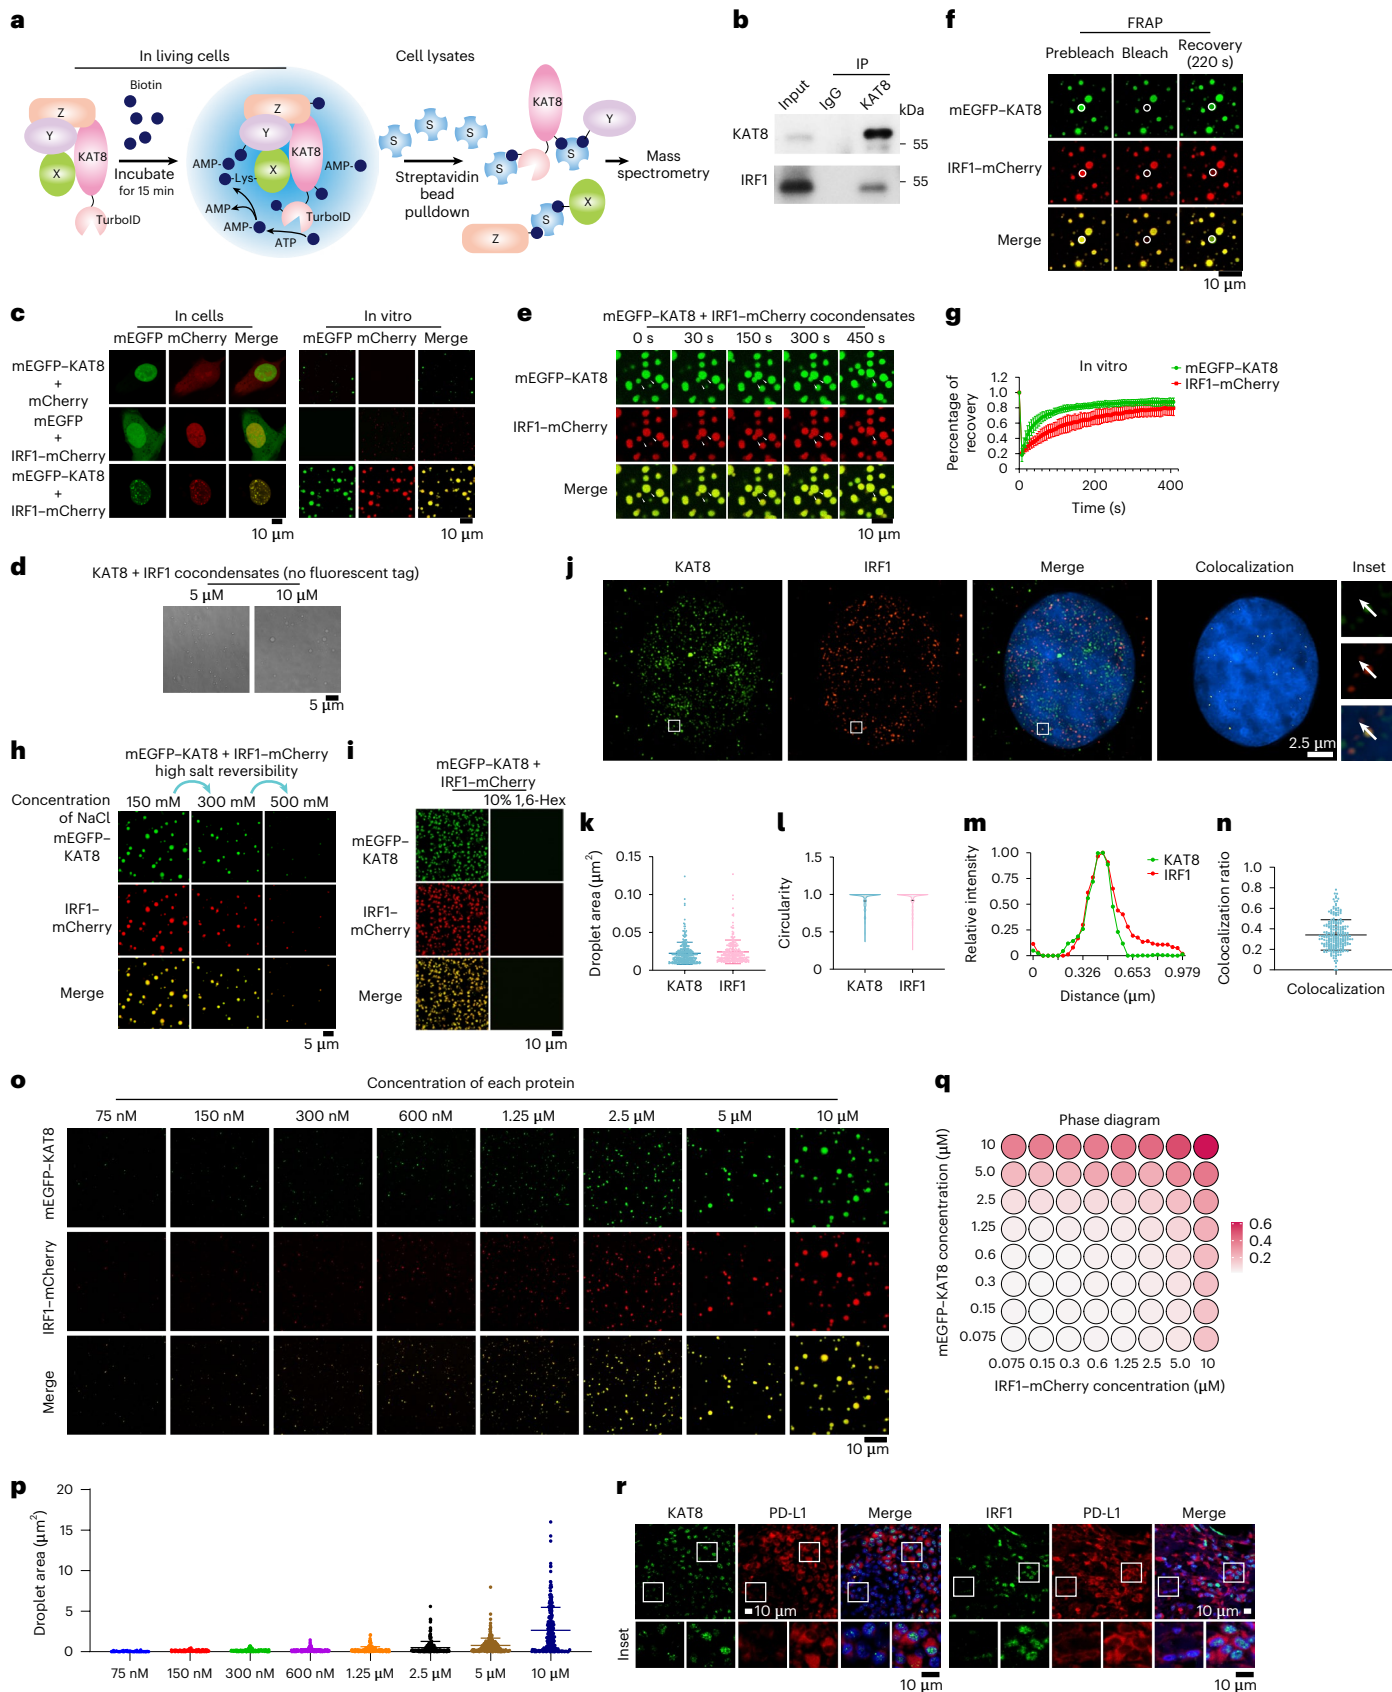 a
In living cells
Cell lysates
Biotin
Z
Y
KAT8
X
TurboID
Incubate
for 15 min
Z
Y
KAT8
X
AMP-
AMP-
-Lys-
AMP
AMP-
ATP
TurboID
S
S
S
Streptavidin
bead
pulldown
KAT8
Y
S
S
X
S
Z
Mass
spectrometry
b
IP
Input
IgG
KAT8
kDa
KAT8
55
IRF1
55
f
FRAP
Prebleach
Bleach
Recovery
(220 s)
mEGFP–KAT8
IRF1–mCherry
Merge
10 µm
c
In cells
In vitro
mEGFP mCherry Merge
mEGFP mCherry Merge
mEGFP–KAT8
+
mCherry
mEGFP
+
IRF1–mCherry
mEGFP–KAT8
+
IRF1–mCherry
10 µm
10 µm
e
mEGFP–KAT8 + IRF1–mCherry cocondensates
0 s 30 s 150 s 300 s 450 s
mEGFP–KAT8
IRF1–mCherry
Merge
10 µm
g
In vitro
mEGFP–KAT8
IRF1–mCherry
Percentage of
recovery
1.2
1.0
0.8
0.6
0.4
0.2
0
0 200 400
Time (s)
d
KAT8 + IRF1 cocondensates (no fluorescent tag)
5 µM 10 µM
5 µm
j
KAT8
IRF1
Merge
Colocalization
Inset
2.5 µm
h
mEGFP–KAT8 + IRF1–mCherry
high salt reversibility
Concentration
of NaCl
150 mM 300 mM 500 mM
mEGFP–
KAT8
IRF1–
mCherry
Merge
5 µm
i
mEGFP–KAT8 +
IRF1–mCherry
10% 1,6-Hex
mEGFP–
KAT8
IRF1–
mCherry
Merge
10 µm
k
Droplet area (µm²)
0.15
0.10
0.05
0
KAT8 IRF1
l
Circularity
1.5
1.0
0.5
0
KAT8 IRF1
m
Relative intensity
1.00
0.75
0.50
0.25
0
KAT8
IRF1
0 0.326 0.653 0.979
Distance (µm)
n
Colocalization ratio
1.0
0.8
0.6
0.4
0.2
0
Colocalization
o
Concentration of each protein
75 nM 150 nM 300 nM 600 nM 1.25 µM 2.5 µM 5 µM 10 µM
mEGFP–KAT8
IRF1–mCherry
Merge
10 µm
q
Phase diagram
mEGFP–KAT8 concentration (µM)
10
5.0
2.5
1.25
0.6
0.3
0.15
0.075
0.075 0.15 0.3 0.6 1.25 2.5 5.0 10
IRF1–mCherry concentration (µM)
0.6
0.4
0.2
p
Droplet area (µm²)
20
15
10
5
0
75 nM 150 nM 300 nM 600 nM 1.25 µM 2.5 µM 5 µM 10 µM
r
KAT8 PD-L1 Merge
IRF1 PD-L1 Merge
10 µm
10 µm
Inset
10 µm
10 µm